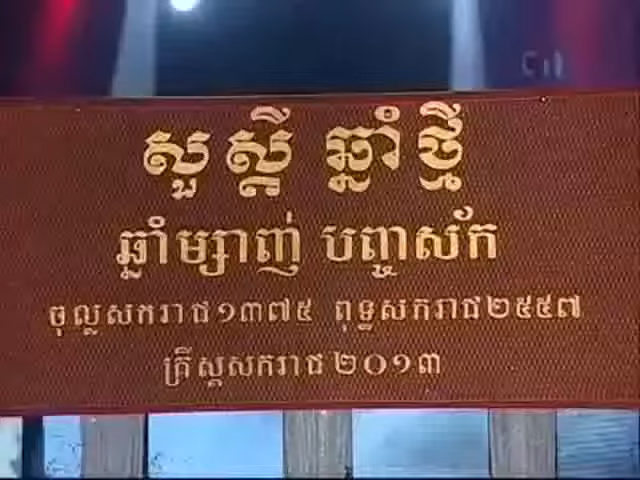 សួស្តី ឆ្នាំថ្មី
ឆ្នាំម្សាញ់ បញ្ចស័ក
ចុល្លសករាជ១៣៧៥ ពុទ្ធសករាជ២៥៥៧
គ្រឹស្តសករាជ២០១៣